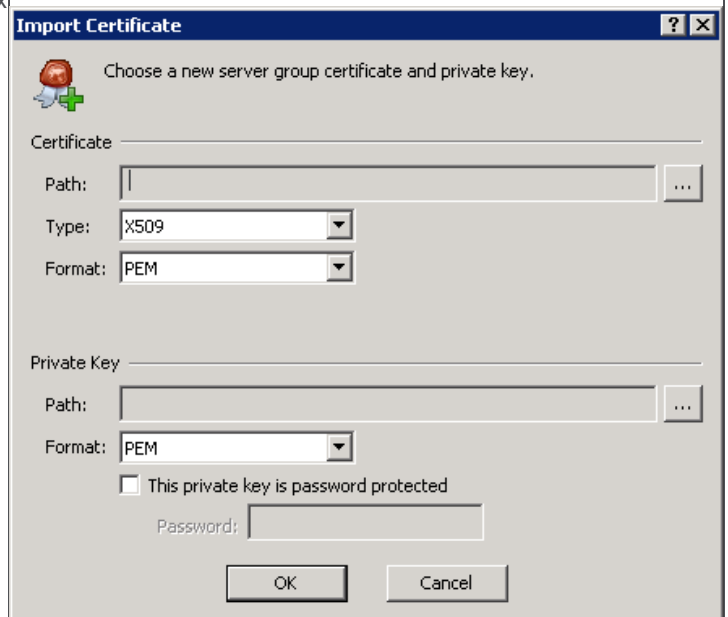 Import Certificate
Choose a new server group certificate and private key.
Certificate
Path:
...
Type: X509
Format: PEM
Private Key
Path:
...
Format: PEM
This private key is password protected
Password:
OK Cancel